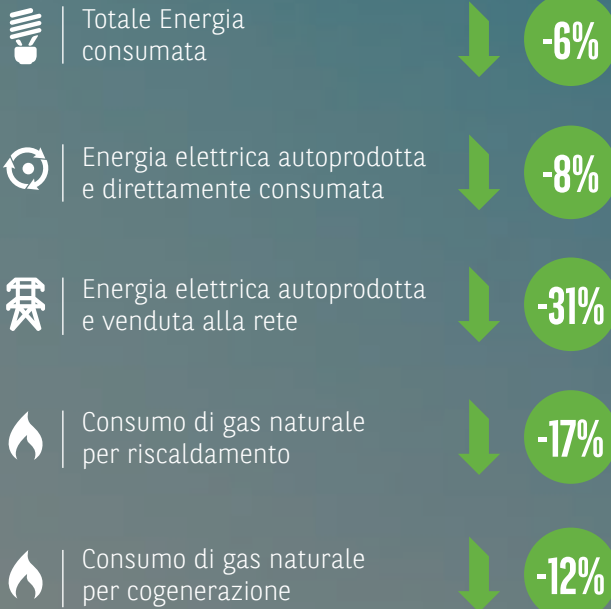 Totale Energia
consumata
-6%
Energia elettrica autoprodotta
e direttamente consumata
-8%
Energia elettrica autoprodotta
e venduta alla rete
-31%
Consumo di gas naturale
per riscaldamento
-17%
Consumo di gas naturale
per cogenerazione
-12%